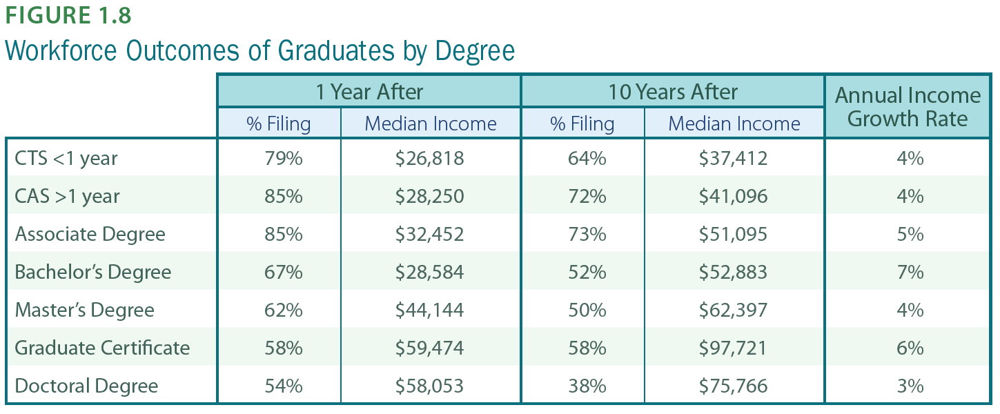 FIGURE 1.8
Workforce Outcomes of Graduates by Degree
1 Year After 10 Years After Annual Income Growth Rate
% Filing Median Income % Filing Median Income
CTS <1 year 79% $26,818 64% $37,412 4%
CAS >1 year 85% $28,250 72% $41,096 4%
Associate Degree 85% $32,452 73% $51,095 5%
Bachelor’s Degree 67% $28,584 52% $52,883 7%
Master’s Degree 62% $44,144 50% $62,397 4%
Graduate Certificate 58% $59,474 58% $97,721 6%
Doctoral Degree 54% $58,053 38% $75,766 3%